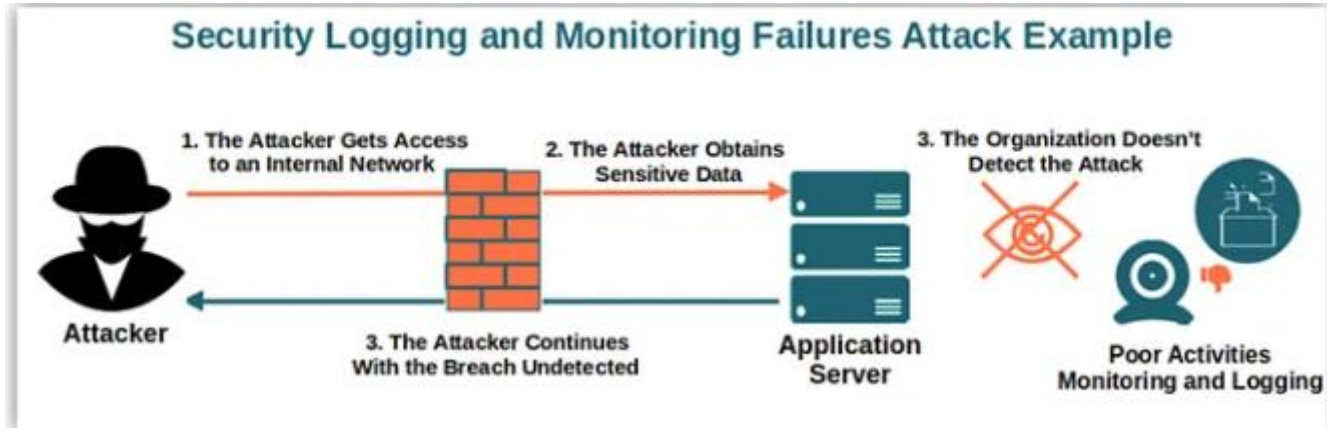 Security Logging and Monitoring Failures Attack Example
1. The Attacker Gets Access
to an Internal Network
2. The Attacker Obtains
Sensitive Data
3. The Organization Doesn't
Detect the Attack
Attacker
3. The Attacker Continues
With the Breach Undetected
Application
Server
Poor Activities
Monitoring and Logging